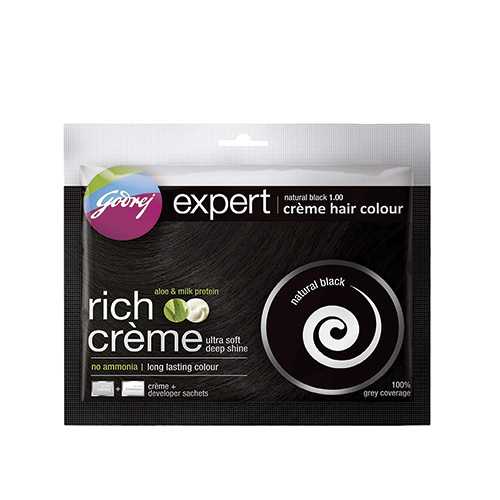 Godrej
expert
natural black 1.00
crème hair colour
aloe & milk protein
rich
crème
ultra soft
deep shine
no ammonia | long lasting colour
crème +
developer sachets
natural black
100%
grey coverage